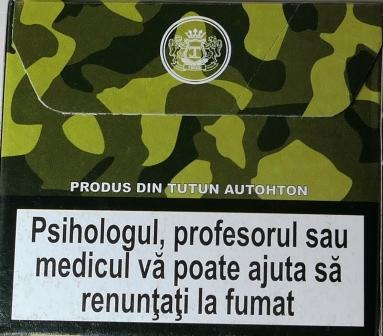 PRODUS DIN TUTUN AUTOHTON
Psihologul, profesorul sau
medicul vă poate ajuta să
renunţaţi la fumat